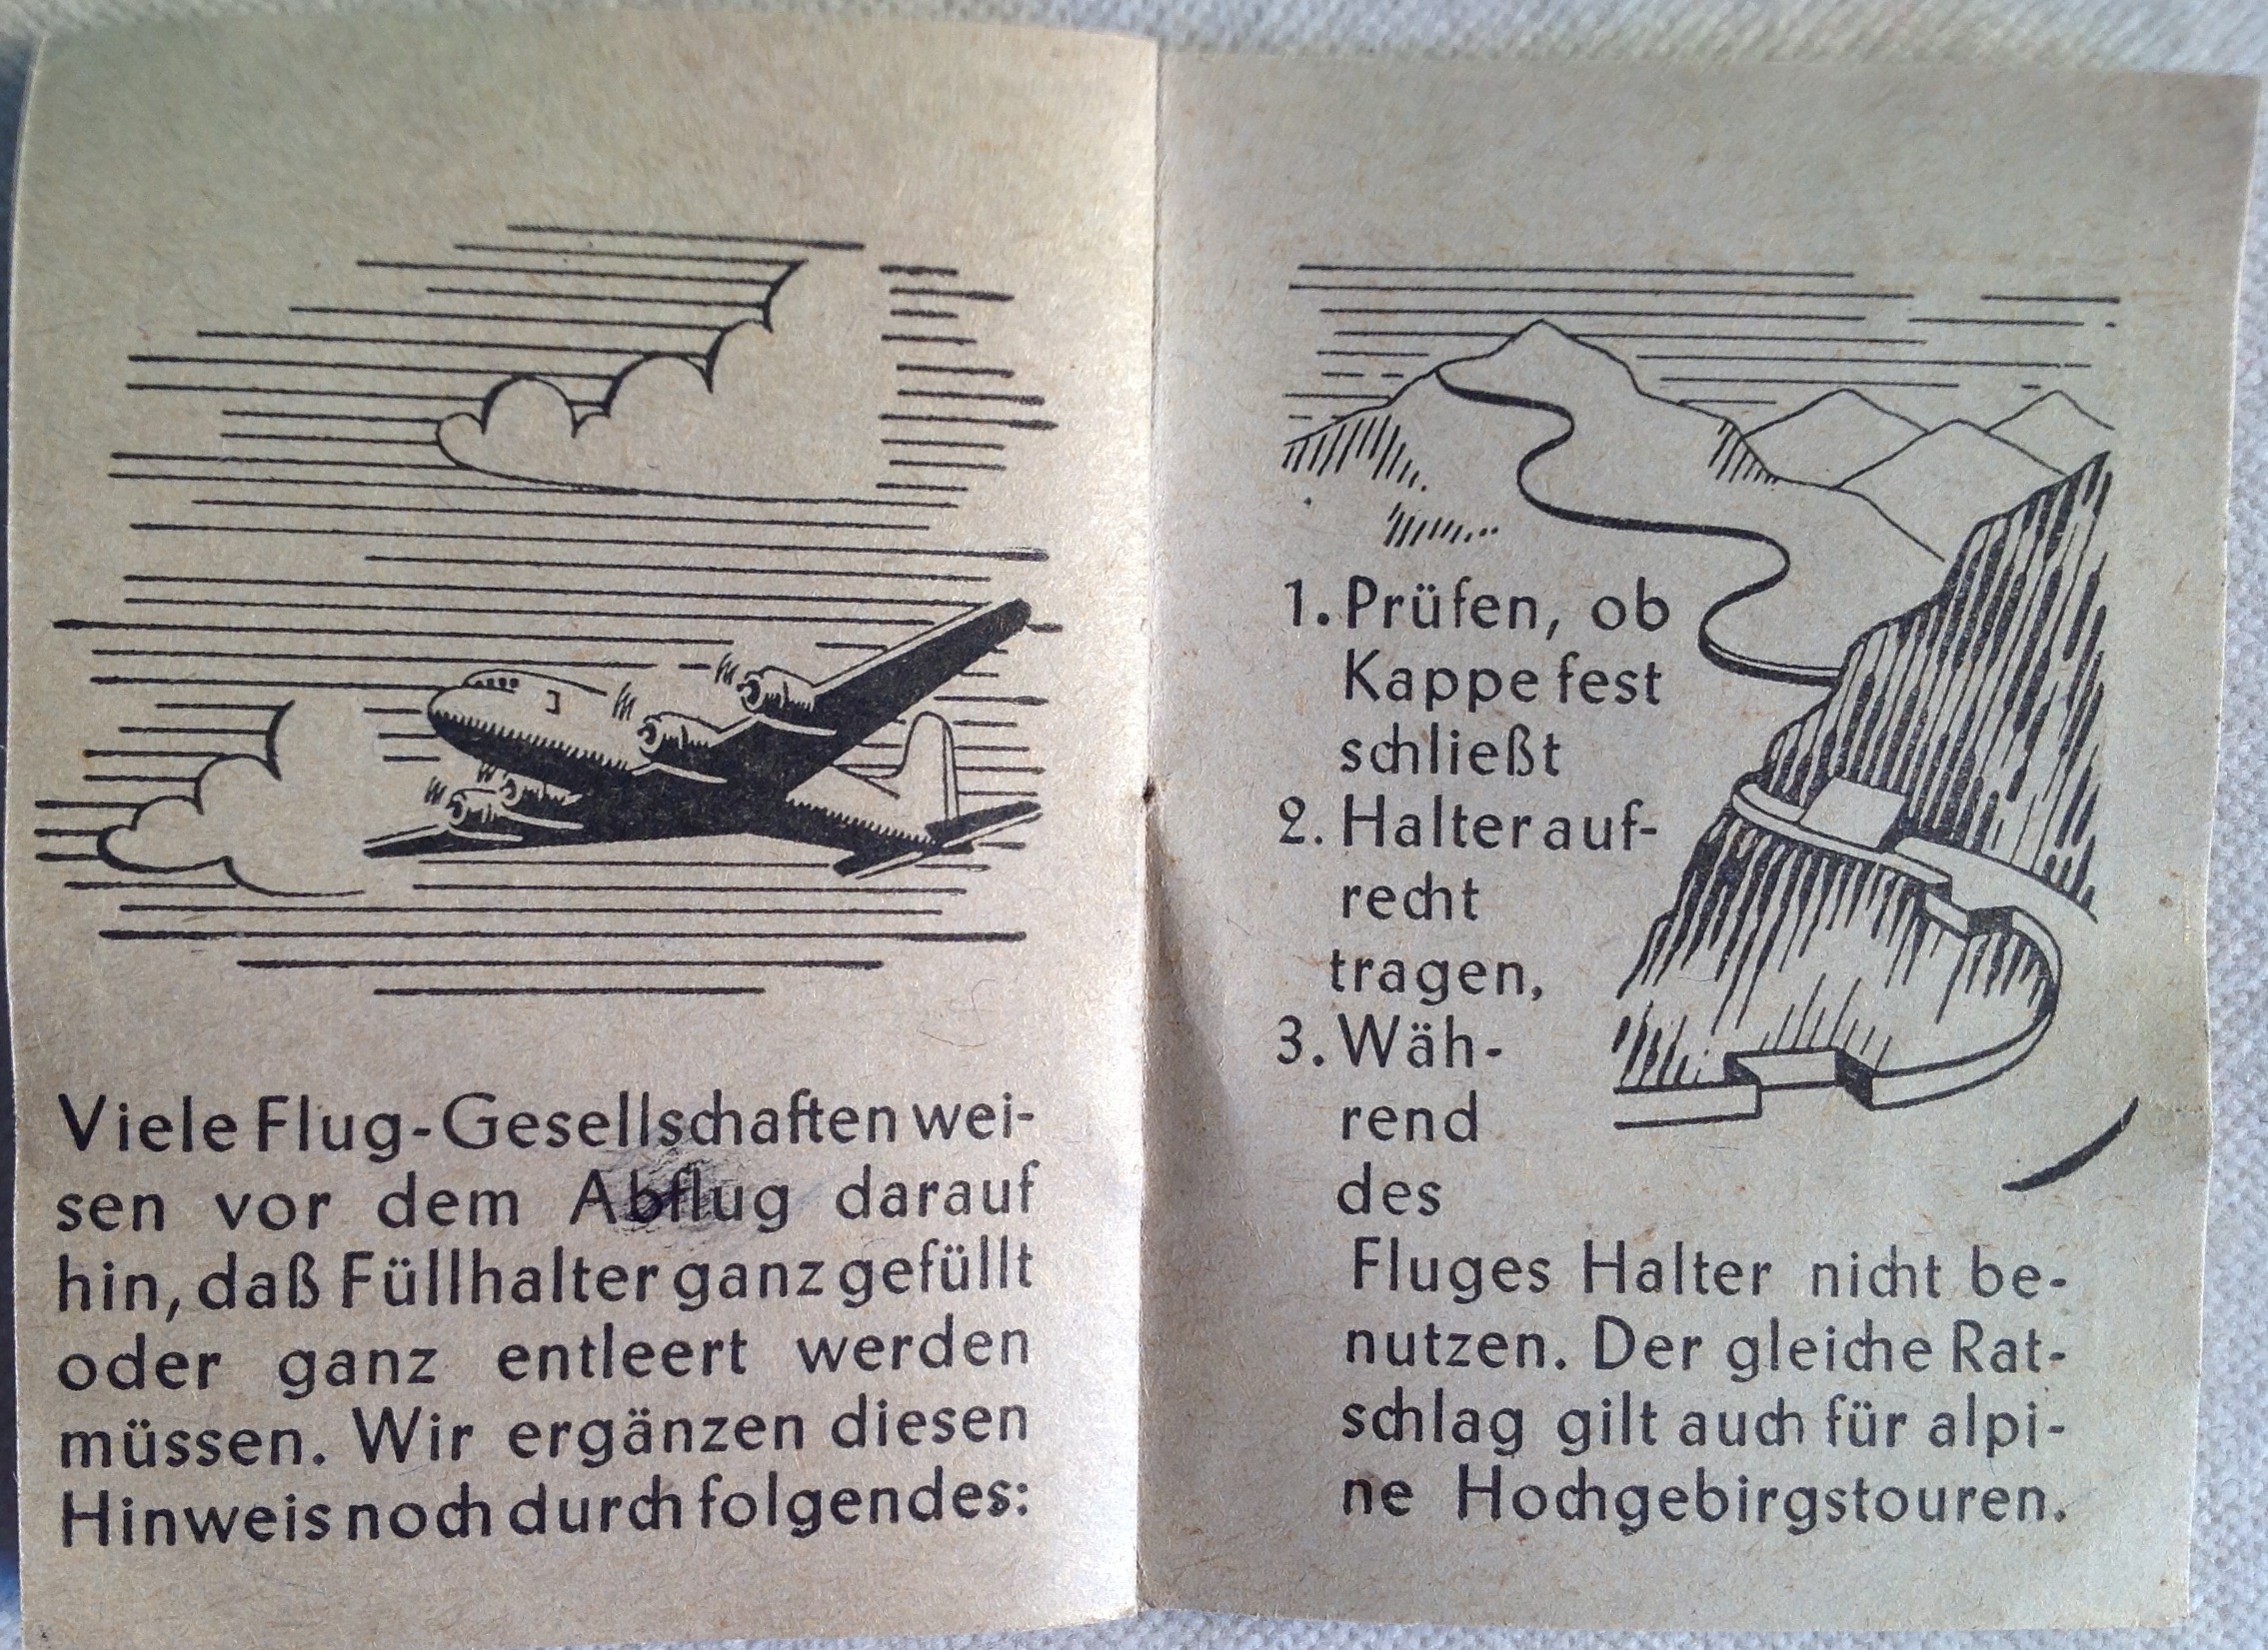 Viele Flug-Gesellschaften wei-
sen vor dem Abflug darauf
hin, daß Füllhalter ganz gefüllt
oder ganz entleert werden
müssen. Wir ergänzen diesen
Hinweis noch durch folgendes:
1. Prüfen, ob
Kappe fest
schließt
2. Halter auf-
recht
tragen.
3. Wäh-
rend
des
Fluges Halter nicht be-
nutzen. Der gleiche Rat-
schlag gilt auch für alpi-
ne Hochgebirgstouren.